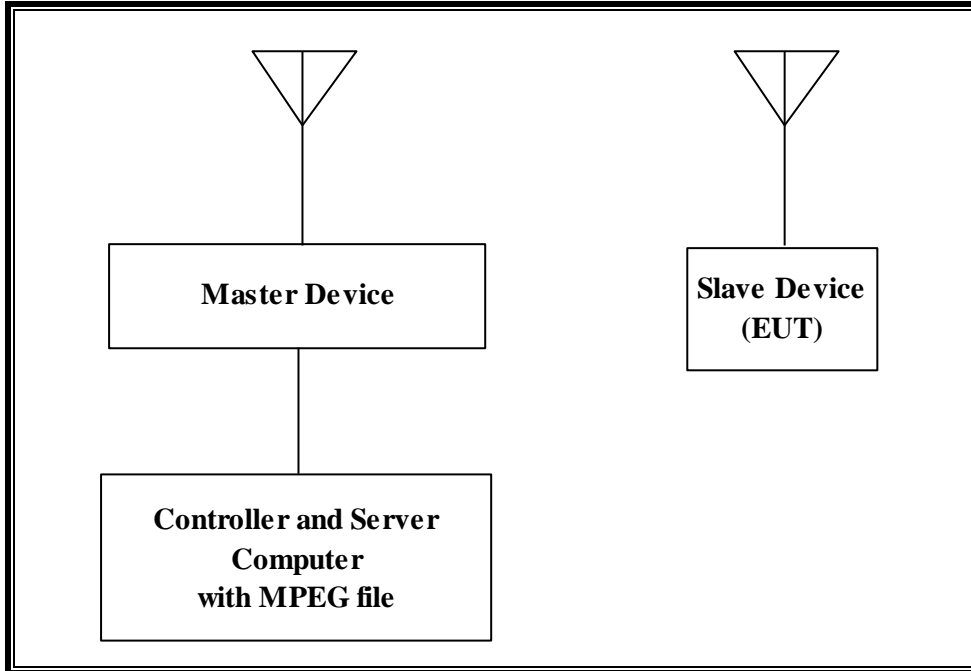 Master Device
Slave Device
(EUT)
Controller and Server
Computer
with MPEG file